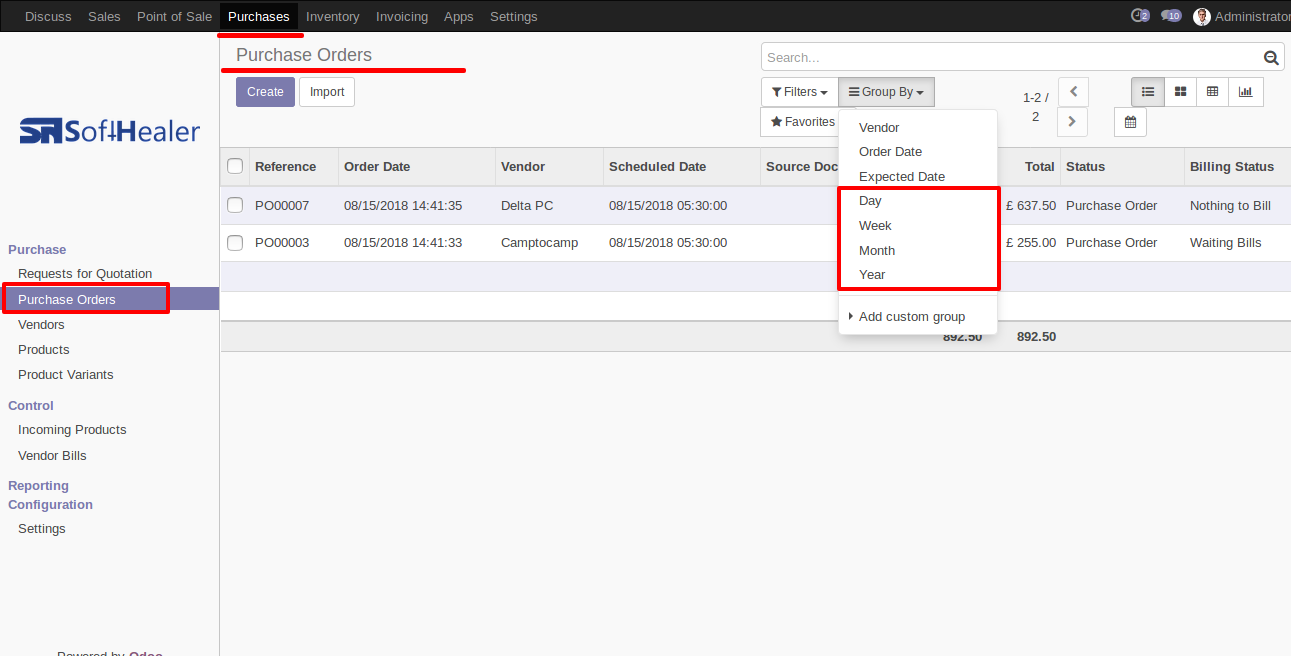 Discuss Sales Point of Sale Purchases Inventory Invoicing Apps Settings 2 10 Administrator
Purchase Orders
Search...
Create Import
Filters Group By
1-2 / 2
Favorites
SoftHealer
Vendor
Order Date
Expected Date
Day
Week
Month
Year
Add custom group
Reference Order Date Vendor Scheduled Date Source Doc Total Status Billing Status
PO00007 08/15/2018 14:41:35 Delta PC 08/15/2018 05:30:00 £ 637.50 Purchase Order Nothing to Bill
PO00003 08/15/2018 14:41:33 Camptocamp 08/15/2018 05:30:00 £ 255.00 Purchase Order Waiting Bills
892.50 892.50
Purchase
Requests for Quotation
Purchase Orders
Vendors
Products
Product Variants
Control
Incoming Products
Vendor Bills
Reporting
Configuration
Settings
Powered by Odoo